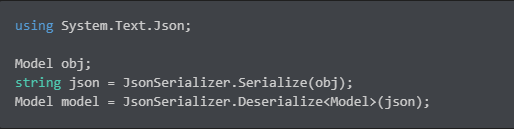 using System.Text.Json;
Model obj;
string json = JsonSerializer.Serialize(obj);
Model model = JsonSerializer.Deserialize<Model>(json);